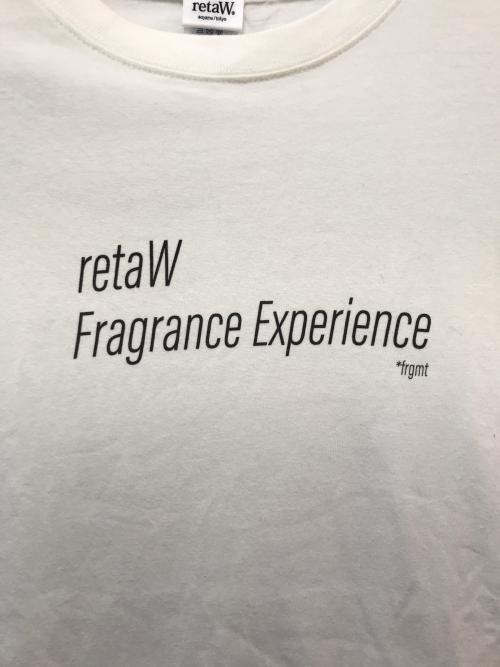 retaW.
aoyama/tokyo
retaW
Fragrance Experience
*frgmt